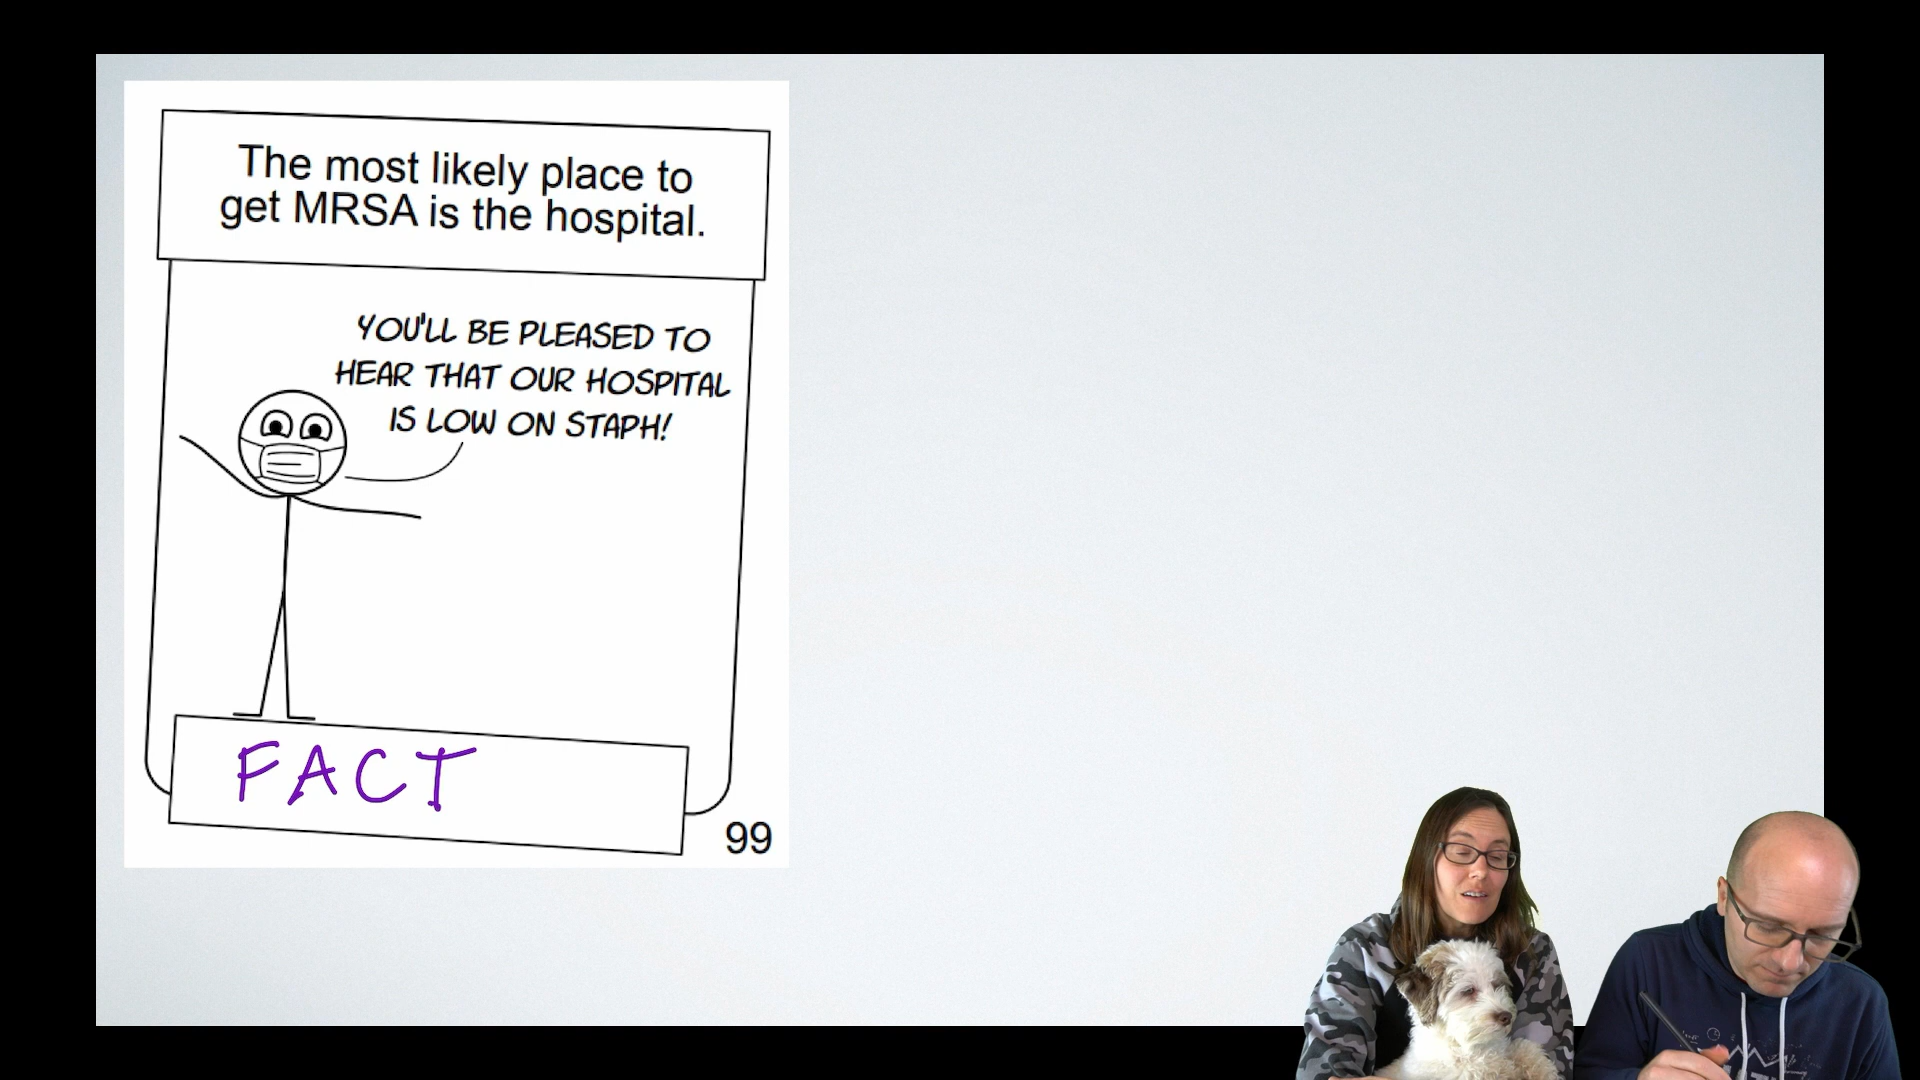 The most likely place to
get MRSA is the hospital.
YOU'LL BE PLEASED TO
HEAR THAT OUR HOSPITAL
IS LOW ON STAPH!
FACT
99